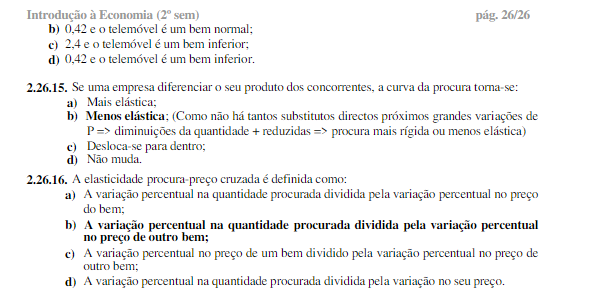 Introdução à Economia (2º sem) pág. 26/26
b) 0,42 e o telemóvel é um bem normal;
c) 2,4 e o telemóvel é um bem inferior;
d) 0,42 e o telemóvel é um bem inferior.
2.26.15. Se uma empresa diferenciar o seu produto dos concorrentes, a curva da procura torna-se:
a) Mais elástica;
b) Menos elástica; (Como não há tantos substitutos directos próximos grandes variações de
P => diminuições da quantidade + reduzidas => procura mais rígida ou menos elástica)
c) Desloca-se para dentro;
d) Não muda.
2.26.16. A elasticidade procura-preço cruzada é definida como:
a) A variação percentual na quantidade procurada dividida pela variação percentual no preço
do bem;
b) A variação percentual na quantidade procurada dividida pela variação percentual
no preço de outro bem;
c) A variação percentual no preço de um bem dividido pela variação percentual no preço de
outro bem;
d) A variação percentual na quantidade procurada dividida pela variação no seu preço.